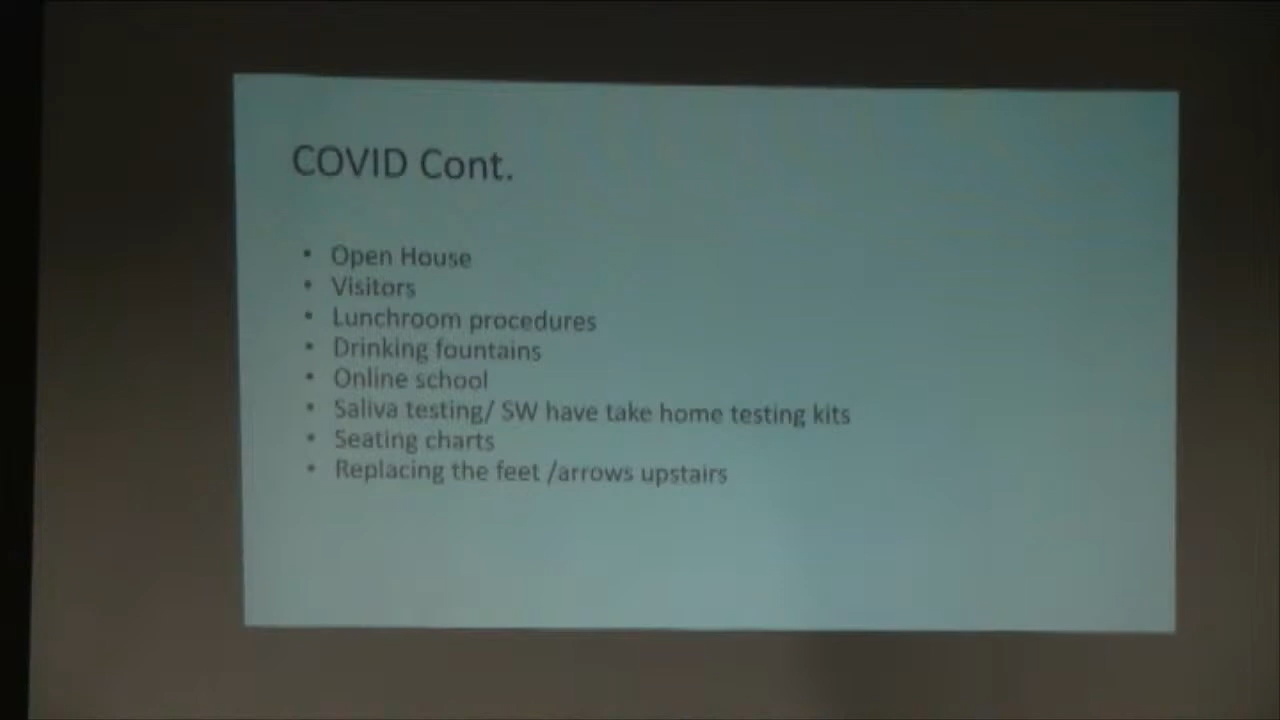 COVID Cont.
• Open House
• Visitors
• Lunchroom procedures
• Drinking fountains
• Online school
• Saliva testing/ SW have take home testing kits
• Seating charts
• Replacing the feet /arrows upstairs